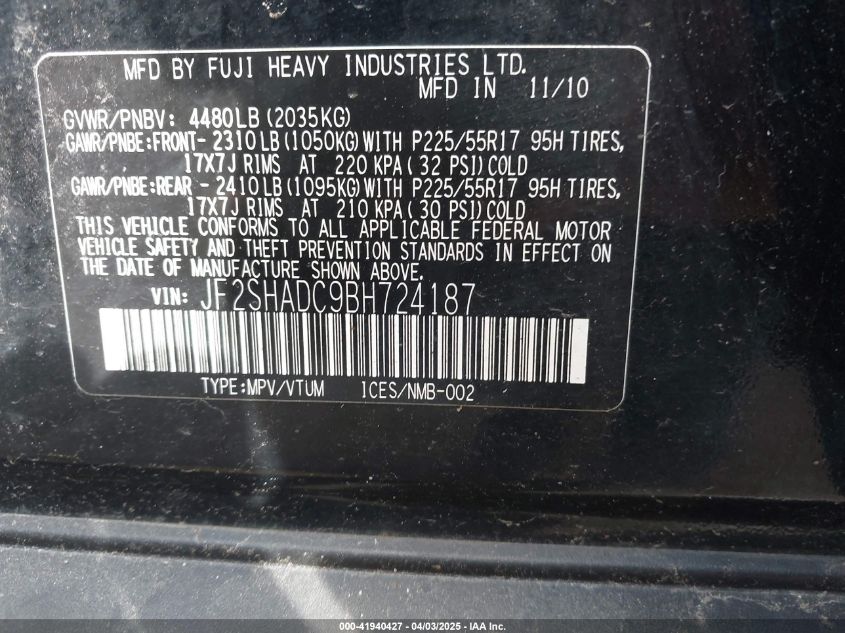 MFD BY FUJI HEAVY INDUSTRIES LTD.
MFD IN 11/10
GVWR/PNBV: 4480LB (2035KG)
GAWR/PNBE:FRONT- 2310LB (1050KG) WITH P225/55R17 95H TIRES,
17X7J RIMS AT 220 KPA ( 32 PSI) COLD
GAWR/PNBE:REAR - 2410LB (1095KG) WITH P225/55R17 95H TIRES,
17X7J RIMS AT 210 KPA ( 30 PSI) COLD
THIS VEHICLE CONFORMS TO ALL APPLICABLE FEDERAL MOTOR
VEHICLE SAFETY AND THEFT PREVENTION STANDARDS IN EFFECT ON
THE DATE OF MANUFACTURE SHOWN ABOVE.
VIN: JF2SHADC9BH724187
TYPE:MPV/VTUM ICES/NMB-002
000-41940427 - 04/03/2025 - IAA Inc.